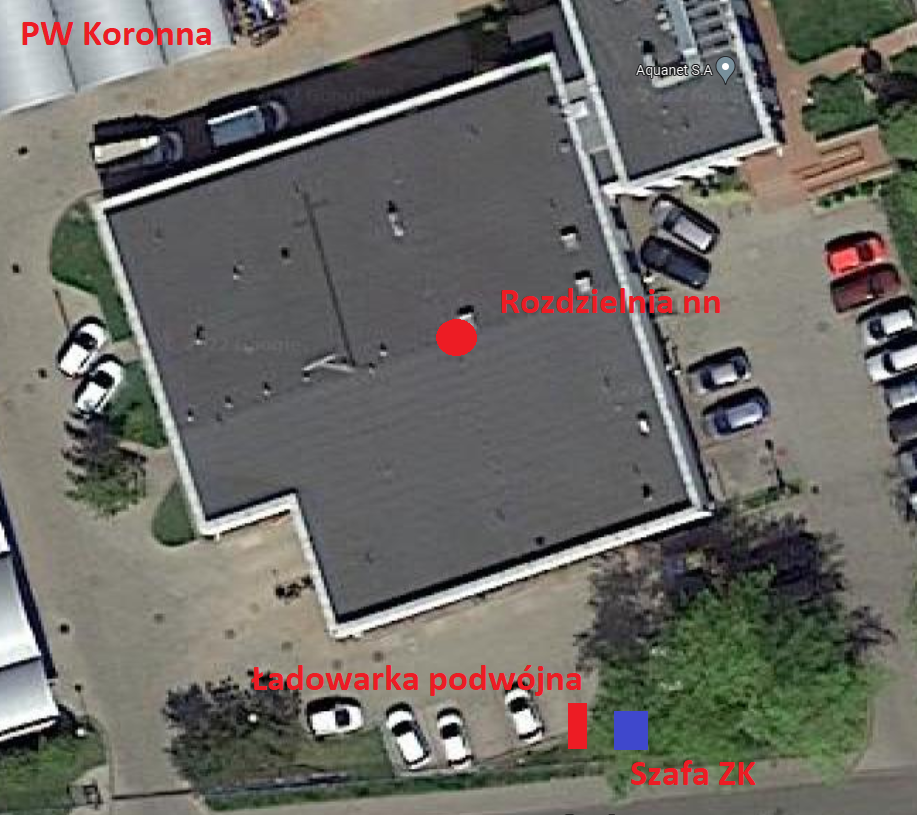 PW Koronna
Aquanet S.A
Rozdzielnia nn
Ładowarka podwójna
Szafa ZK